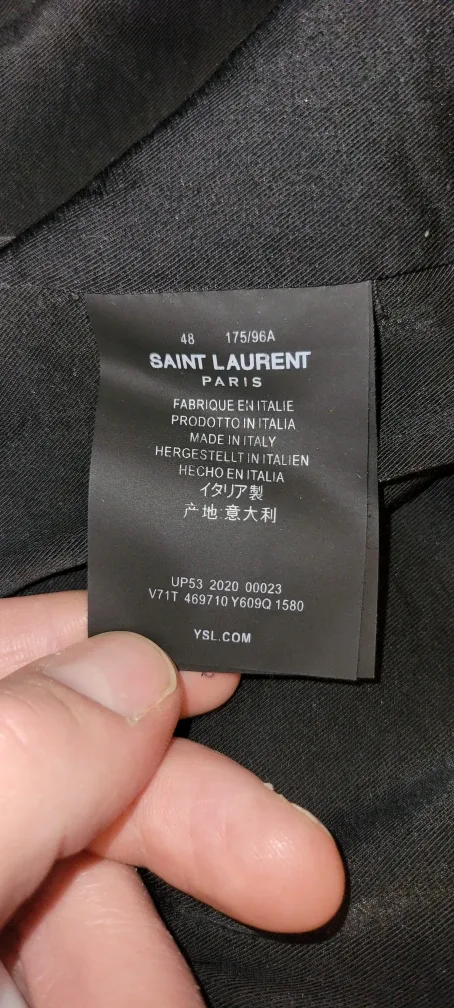 48 175/96A
SAINT LAURENT
PARIS
FABRIQUE EN ITALIE
PRODOTTO IN ITALIA
MADE IN ITALY
HERGESTELLT IN ITALIEN
HECHO EN ITALIA
イタリア製
产地:意大利
UP53 2020 00023
V71T 469710 Y609Q 1580
YSL.COM